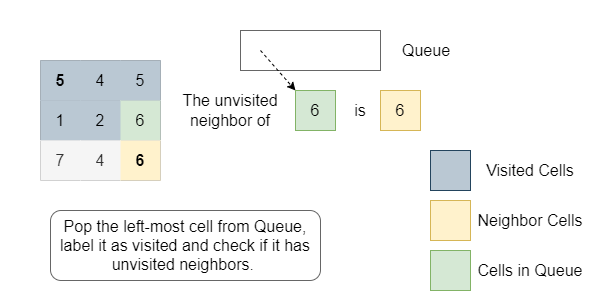 Queue
5 4 5
1 2 6
7 4 6
The unvisited
neighbor of
6 is 6
Visited Cells
Neighbor Cells
Cells in Queue
Pop the left-most cell from Queue,
label it as visited and check if it has
unvisited neighbors.